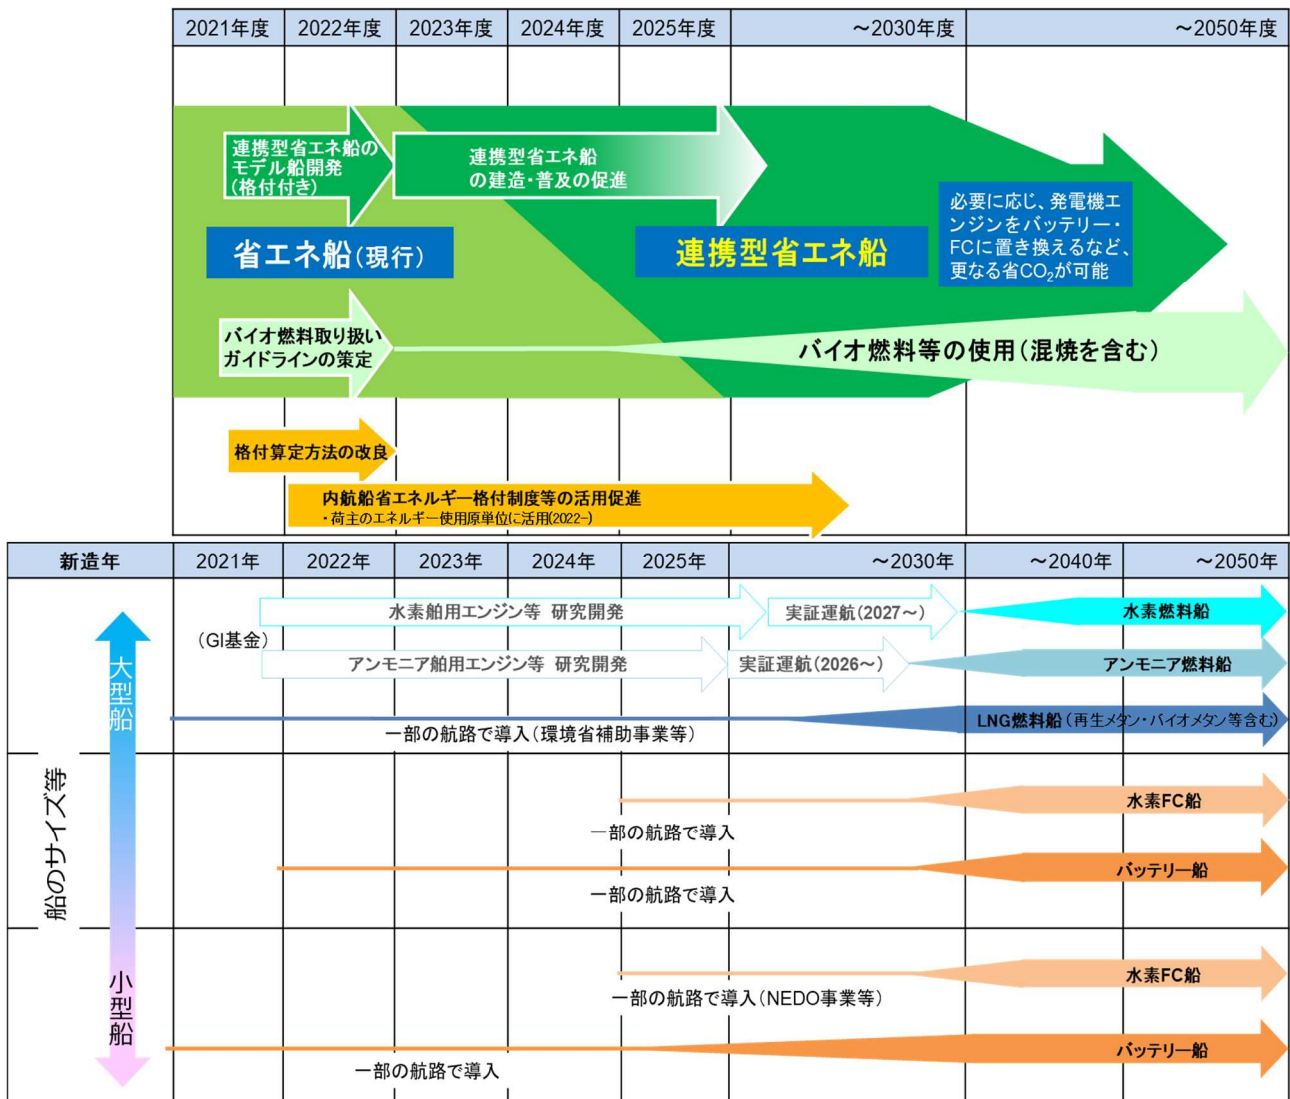 2021年度 2022年度 2023年度 2024年度 2025年度 ～2030年度 ～2050年度
連携型省エネ船の
モデル船開発
(格付付き)
連携型省エネ船
の建造・普及の促進
必要に応じ、発電機エ
ンジンをバッテリー・
FCに置き換えるなど、
更なる省CO₂が可能
省エネ船(現行)
連携型省エネ船
バイオ燃料取り扱い
ガイドラインの策定
バイオ燃料等の使用(混焼を含む)
格付算定方法の改良
内航船省エネルギー格付制度等の活用促進
・荷主のエネルギー使用原単位に活用(2022-)
新造年 2021年 2022年 2023年 2024年 2025年 ～2030年 ～2040年 ～2050年
船のサイズ等
大型船
小型船
水素舶用エンジン等 研究開発 実証運航(2027～) 水素燃料船
(GI基金)
アンモニア舶用エンジン等 研究開発 実証運航(2026～) アンモニア燃料船
LNG燃料船(再生メタン・バイオメタン等含む)
一部の航路で導入(環境省補助事業等)
水素FC船
一部の航路で導入
バッテリー船
一部の航路で導入
水素FC船
一部の航路で導入(NEDO事業等)
バッテリー船
一部の航路で導入